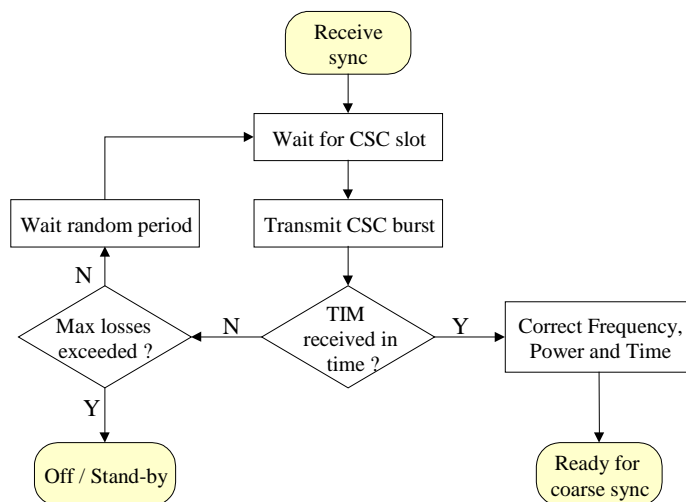 Receive
sync
Wait for CSC slot
Wait random period
Transmit CSC burst
N
Max losses
exceeded ?
N
TIM
received in
time ?
Y
Correct Frequency,
Power and Time
Y
Off / Stand-by
Ready for
coarse sync